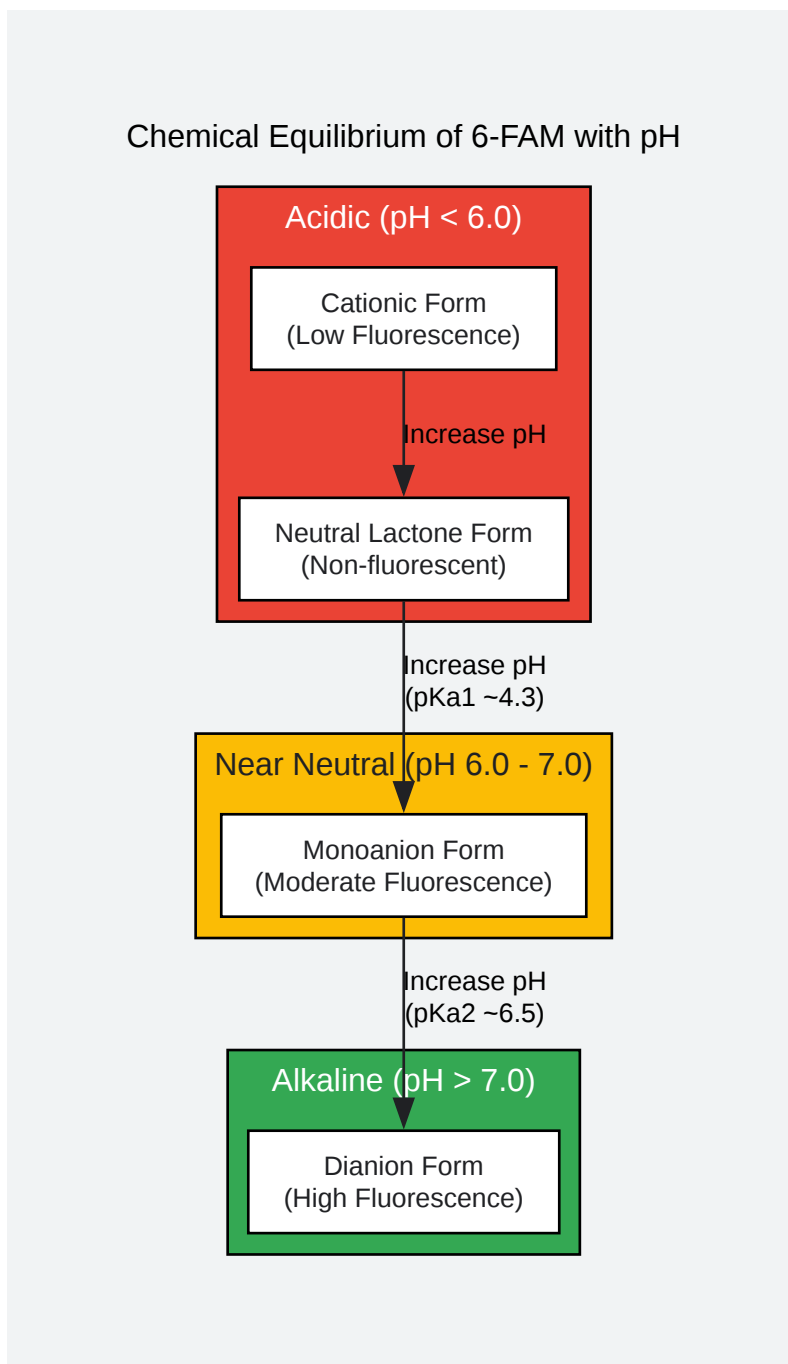 Chemical Equilibrium of 6-FAM with pH
Acidic (pH < 6.0)
Cationic Form
(Low Fluorescence)
Increase pH
Neutral Lactone Form
(Non-fluorescent)
Increase pH
(pKa1 ~4.3)
Near Neutral (pH 6.0 - 7.0)
Monoanion Form
(Moderate Fluorescence)
Increase pH
(pKa2 ~6.5)
Alkaline (pH > 7.0)
Dianion Form
(High Fluorescence)